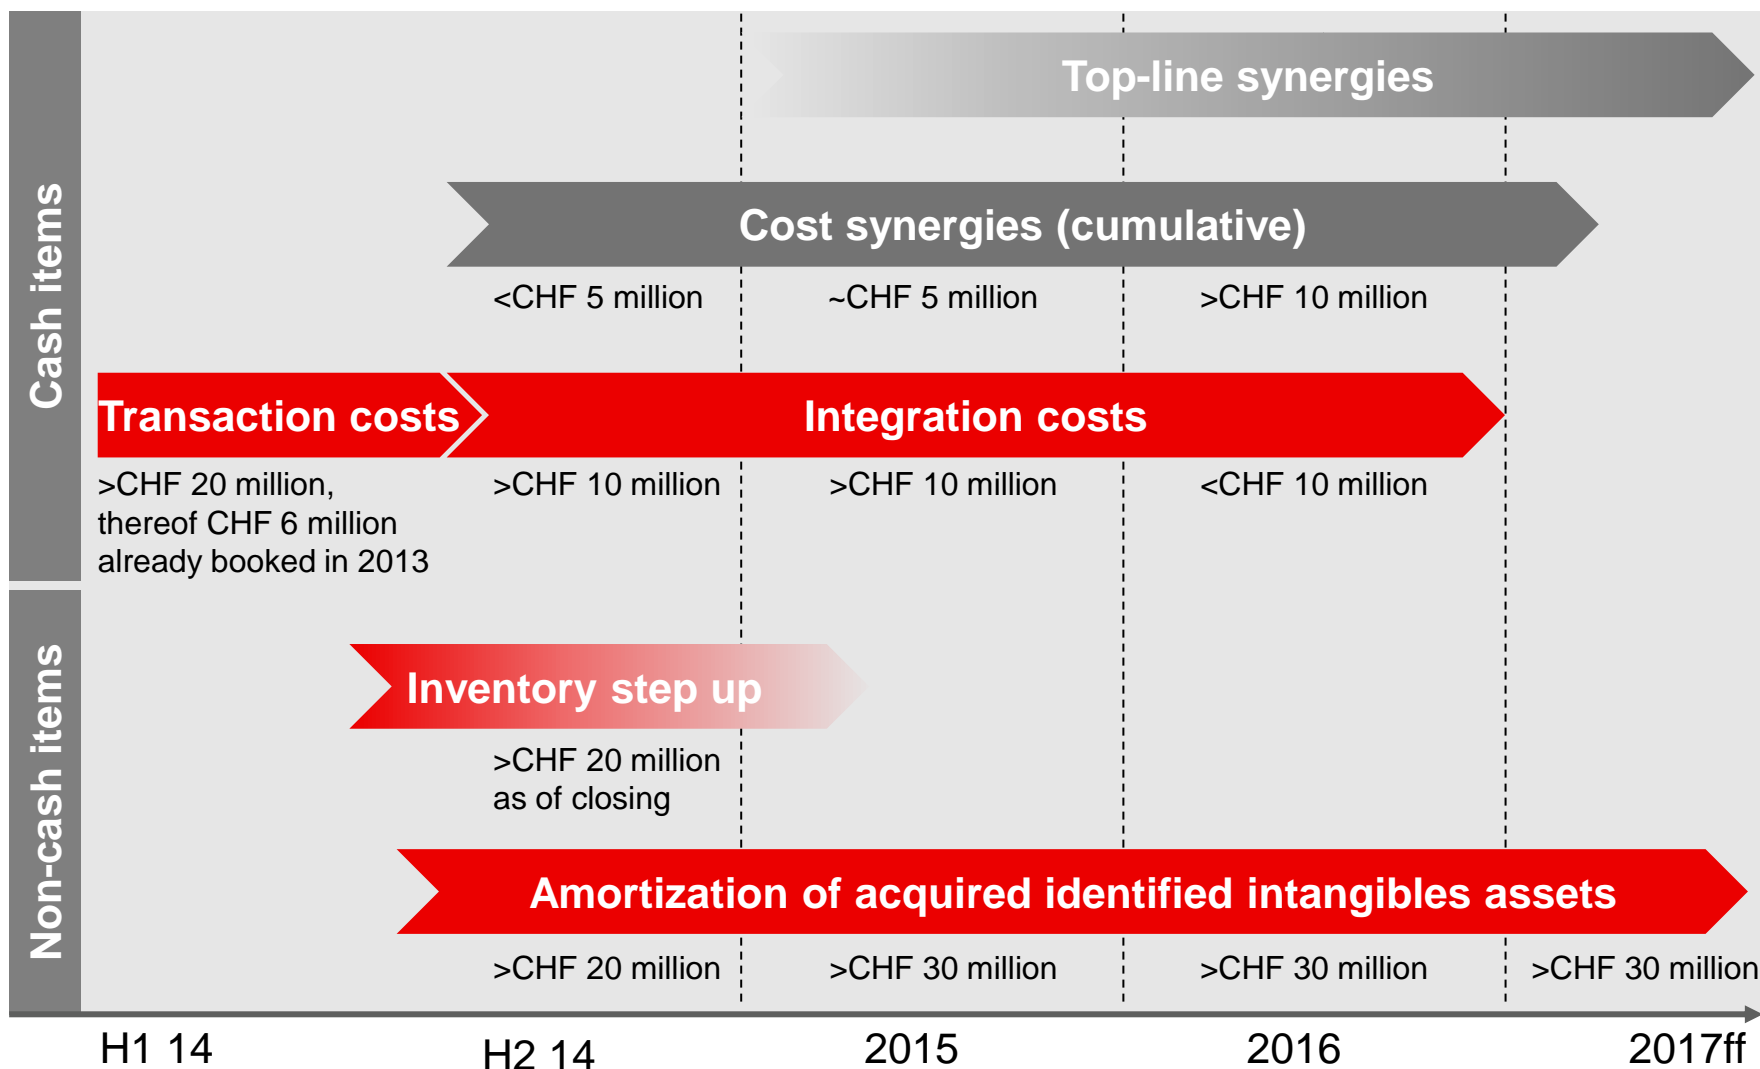 Cash items
Top-line synergies
Cost synergies (cumulative)
<CHF 5 million
~CHF 5 million
>CHF 10 million
Transaction costs
Integration costs
>CHF 20 million,
thereof CHF 6 million
already booked in 2013
>CHF 10 million
>CHF 10 million
<CHF 10 million
Non-cash items
Inventory step up
>CHF 20 million
as of closing
Amortization of acquired identified intangibles assets
>CHF 20 million
>CHF 30 million
>CHF 30 million
>CHF 30 million
H1 14
H2 14
2015
2016
2017ff